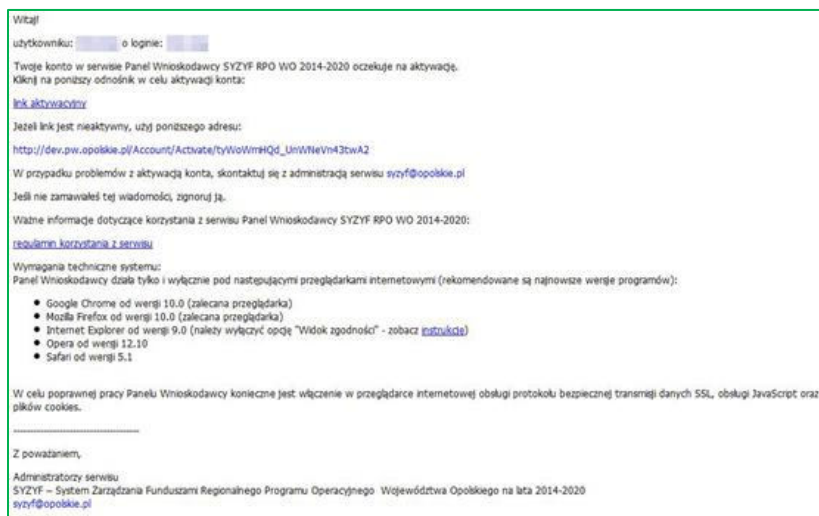 Witaj!
użytkowniku: o loginie:
Twoje konto w serwisie Panel Wnioskodawcy SYZYF RPO WO 2014-2020 oczekuje na aktywację.
Kliknij na poniższy odnośnik w celu aktywacji konta:
link aktywacyjny
Jeżeli link jest nieaktywny, użyj poniższego adresu:
http://dev.pw.opolskie.pl/Account/Activate/tyWoWmHQd_UnWNeVn43twA2
W przypadku problemów z aktywacją konta, skontaktuj się z administracją serwisu syzyf@opolskie.pl
Jeśli nie zamawiałeś tej wiadomości, zignoruj ją.
Ważne informacje dotyczące korzystania z serwisu Panel Wnioskodawcy SYZYF RPO WO 2014-2020:
regulamin korzystania z serwisu
Wymagania techniczne systemu:
Panel Wnioskodawcy działa tylko i wyłącznie pod następującymi przeglądarkami internetowymi (rekomendowane są najnowsze wersje programów):
● Google Chrome od wersji 10.0 (zalecana przeglądarka)
● Mozilla Firefox od wersji 10.0 (zalecana przeglądarka)
● Internet Explorer od wersji 9.0 (należy wyłączyć opcję "Widok zgodności" - zobacz instrukcję)
● Opera od wersji 12.10
● Safari od wersji 5.1
W celu poprawnej pracy Panelu Wnioskodawcy konieczne jest włączenie w przeglądarce internetowej obsługi protokołu bezpiecznej transmisji danych SSL, obsługi JavaScript oraz
plików cookies.
------------------------------------
Z poważaniem,
Administratorzy serwisu
SYZYF – System Zarządzania Funduszami Regionalnego Programu Operacyjnego Województwa Opolskiego na lata 2014-2020
syzyf@opolskie.pl